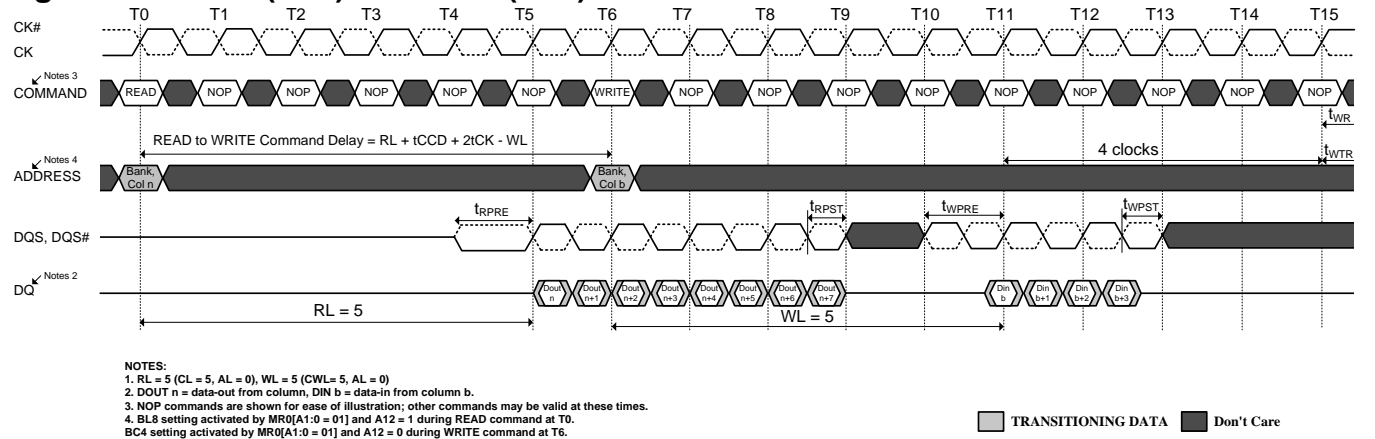 T0 T1 T2 T3 T4 T5 T6 T7 T8 T9 T10 T11 T12 T13 T14 T15
CK#
CK
Notes 3
COMMAND READ NOP NOP NOP NOP NOP WRITE NOP NOP NOP NOP NOP NOP NOP NOP NOP
tWR
READ to WRITE Command Delay = RL + tCCD + 2tCK - WL
4 clocks
tWTR
Notes 4
ADDRESS
Bank, Bank,
Col n Col b
tRPRE tRPST tWPRE tWPST
DQS, DQS#
Notes 2
DQ
Dout Dout Dout Dout Dout Dout Dout Dout Din Din Din Din
n n+1 n+2 n+3 n+4 n+5 n+6 n+7 b b+1 b+2 b+3
RL = 5 WL = 5
NOTES:
1. RL = 5 (CL = 5, AL = 0), WL = 5 (CWL= 5, AL = 0)
2. DOUT n = data-out from column, DIN b = data-in from column b.
3. NOP commands are shown for ease of illustration; other commands may be valid at these times.
4. BL8 setting activated by MR0[A1:0 = 01] and A12 = 1 during READ command at T0.
BC4 setting activated by MR0[A1:0 = 01] and A12 = 0 during WRITE command at T6.
TRANSITIONING DATA Don't Care